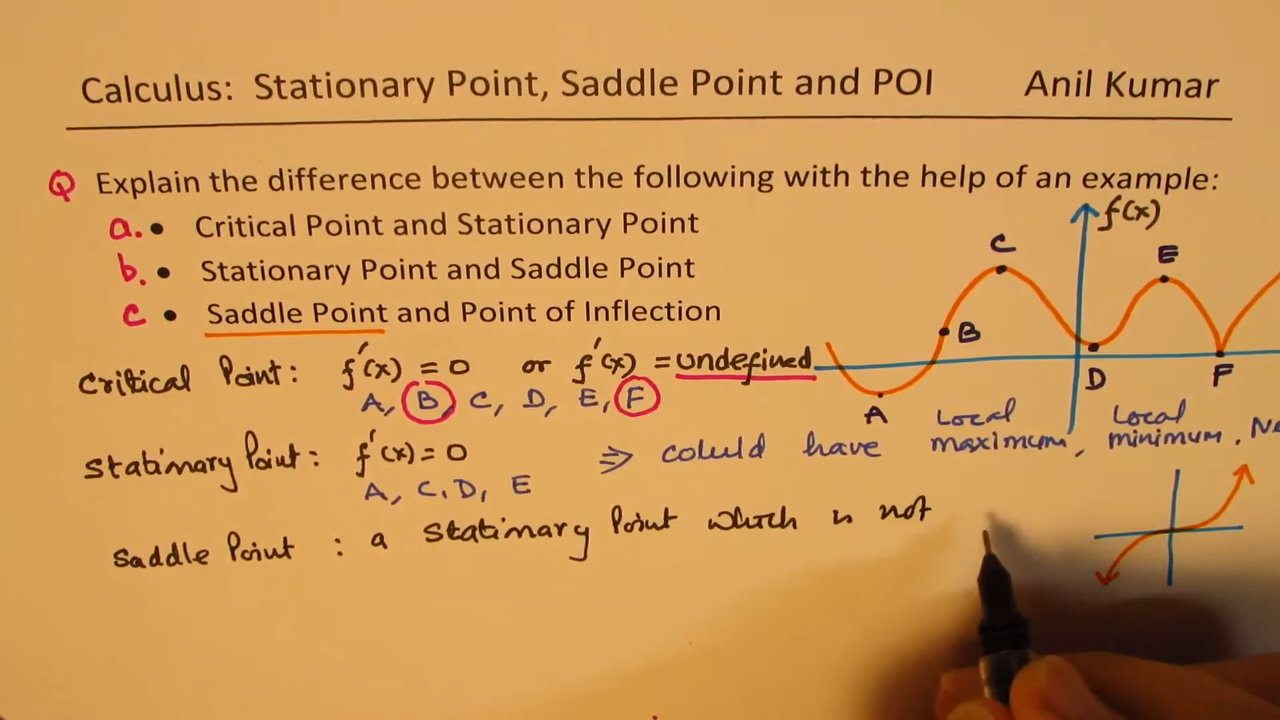 Calculus: Stationary Point, Saddle Point and POI Anil Kumar
Q Explain the difference between the following with the help of an example:
a. • Critical Point and Stationary Point
b. • Stationary Point and Saddle Point
c • Saddle Point and Point of Inflection
f(x)
C
E
B
D
F
A
Critical Point: f'(x) = 0 or f'(x) = undefined
A, B, C, D, E, F
Stationary Point: f'(x) = 0 ⇒ could have Local maximum, Local minimum, Ne
A, C, D, E
Saddle Point : a Stationary Point which is not